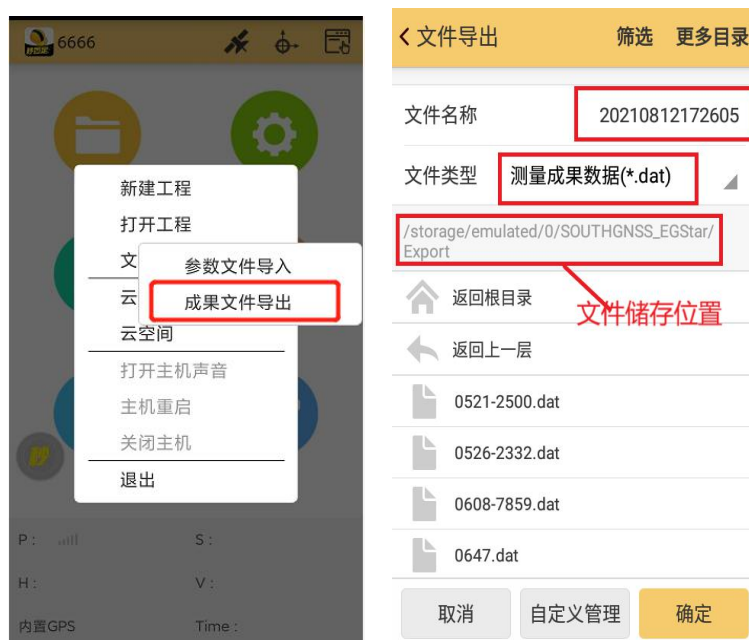 6666
新建工程
打开工程
文
参数文件导入
云
成果文件导出
云空间
打开主机声音
主机重启
关闭主机
退出
P:
S:
H:
V:
内置GPS
Time:
文件导出
筛选
更多目录
文件名称
20210812172605
文件类型
测量成果数据(*.dat)
/storage/emulated/0/SOUTHGNSS_EGStar/
Export
返回根目录
文件储存位置
返回上一层
0521-2500.dat
0526-2332.dat
0608-7859.dat
0647.dat
取消
自定义管理
确定